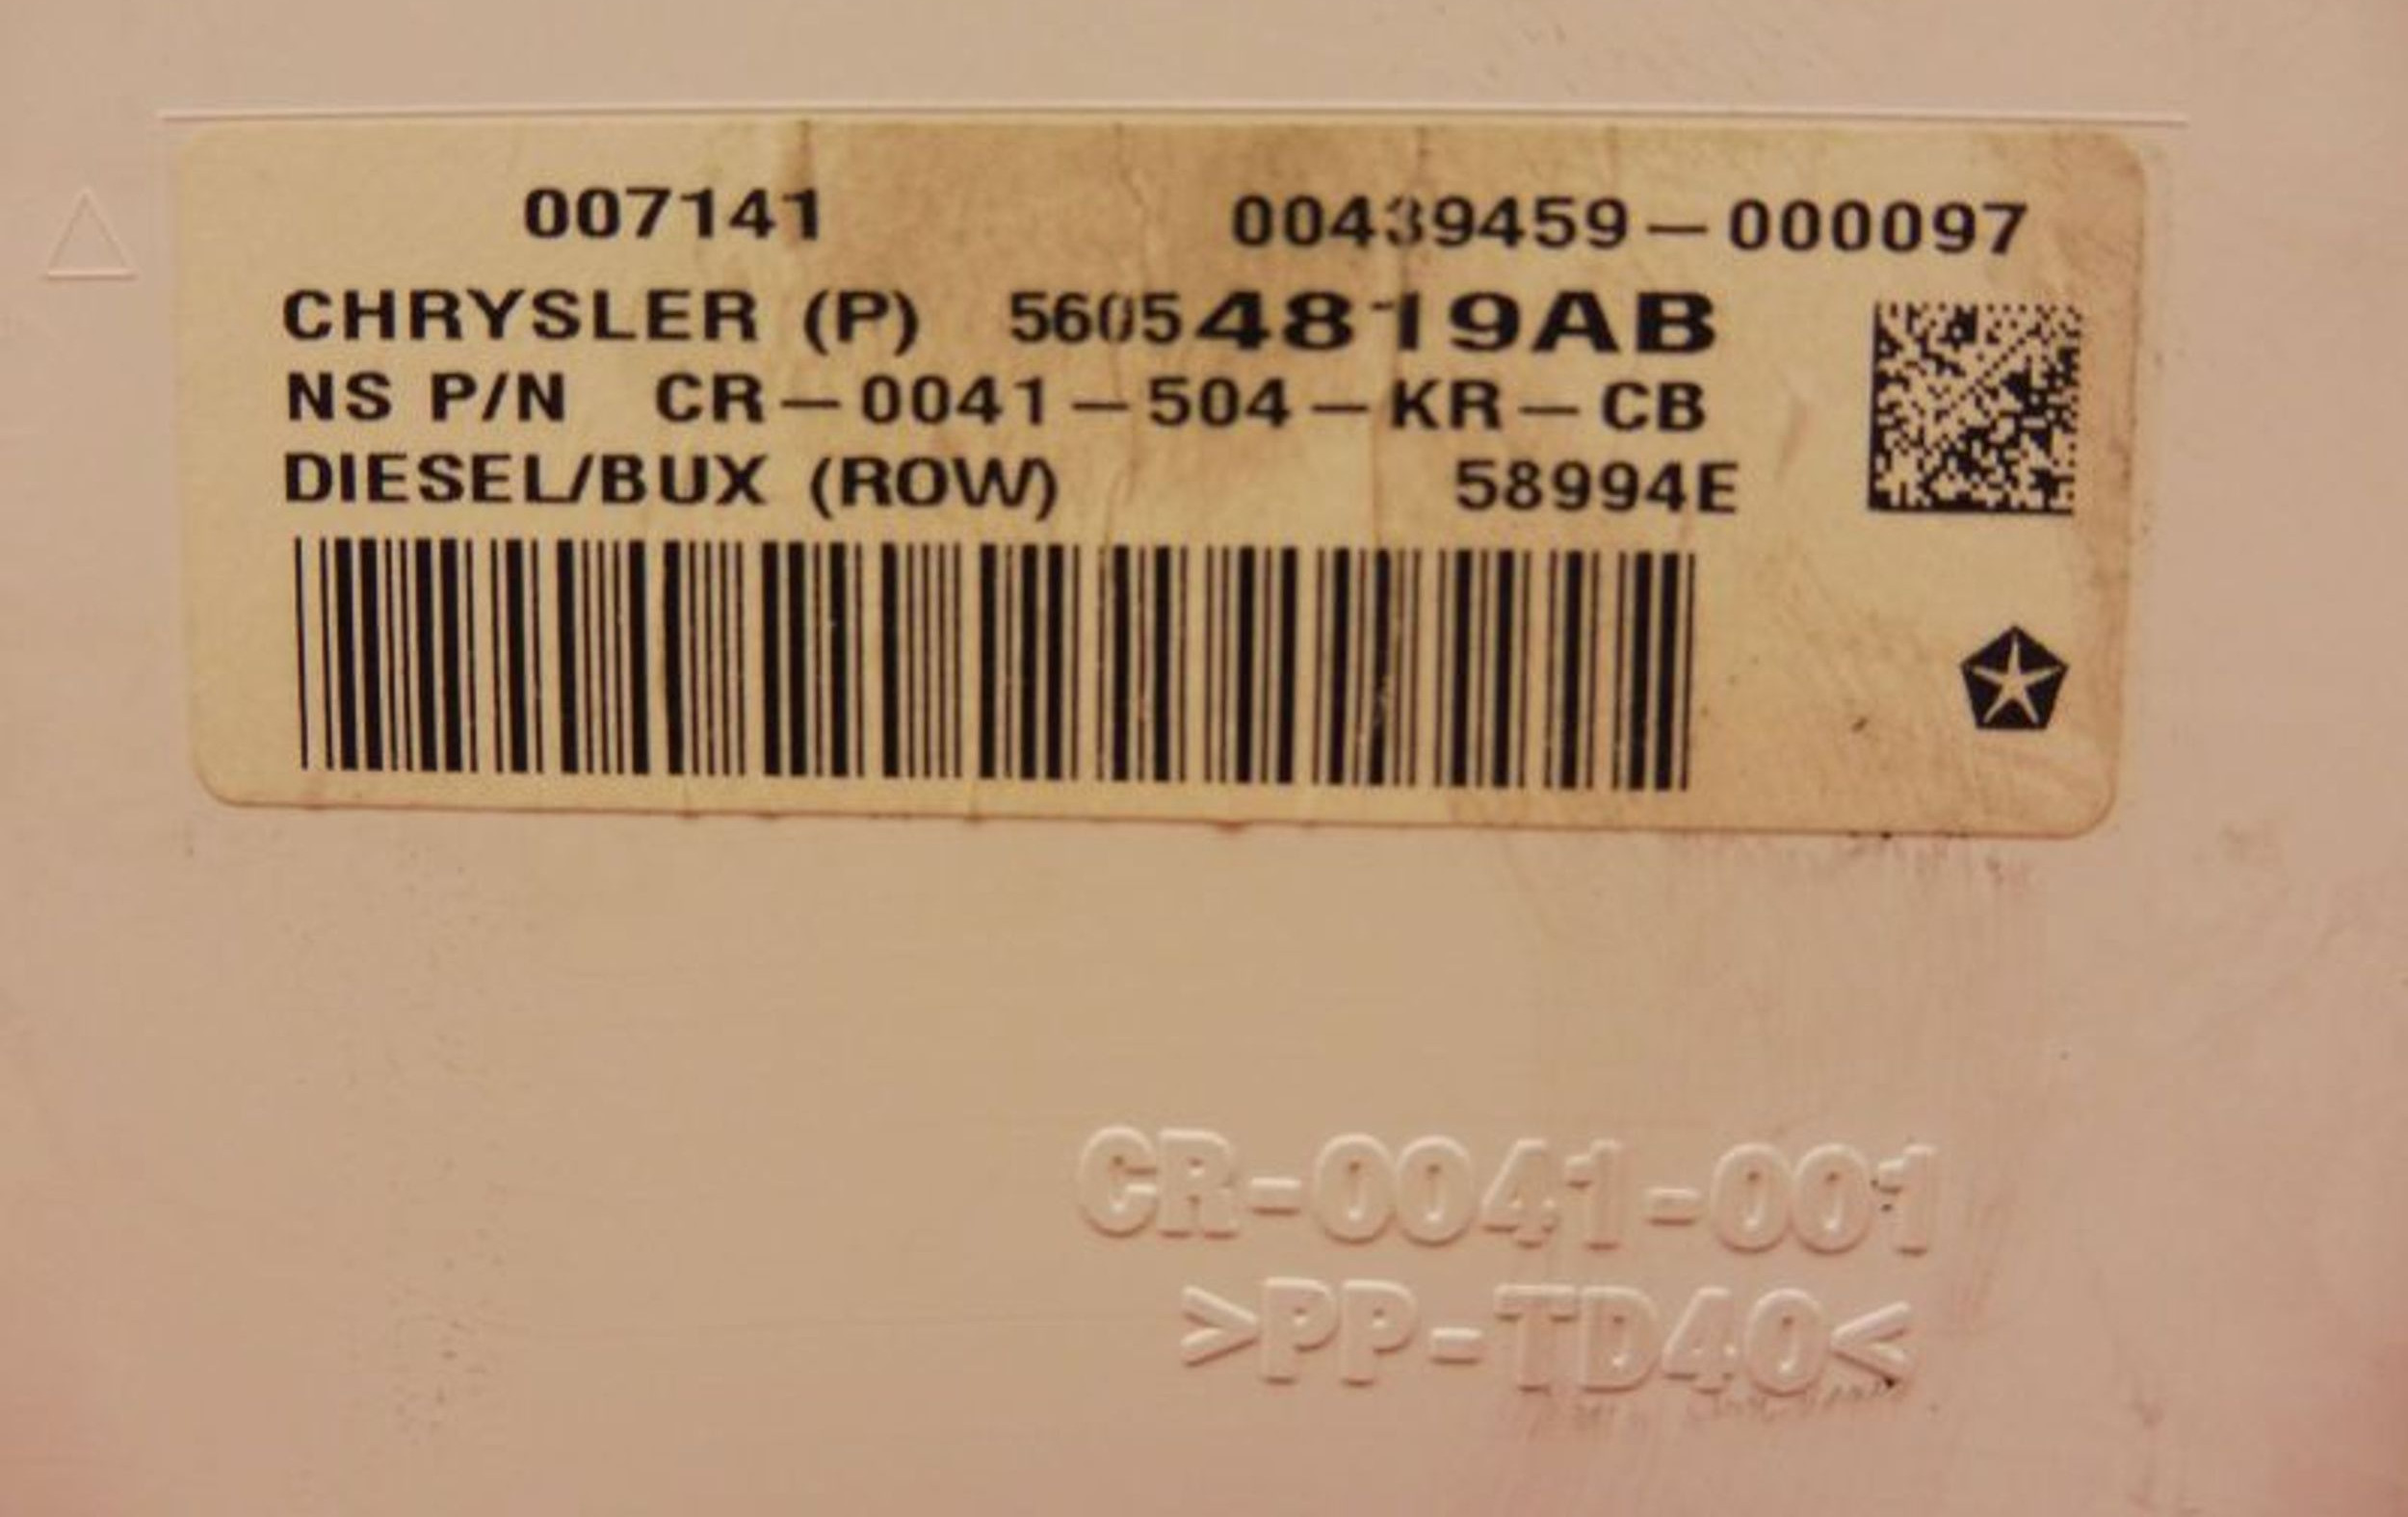 007141 00439459-000097
CHRYSLER (P) 56054819AB
NS P/N CR-0041-504-KR-CB
DIESEL/BUX (ROW) 58994E
CR-0041-001
>PP-TD40<